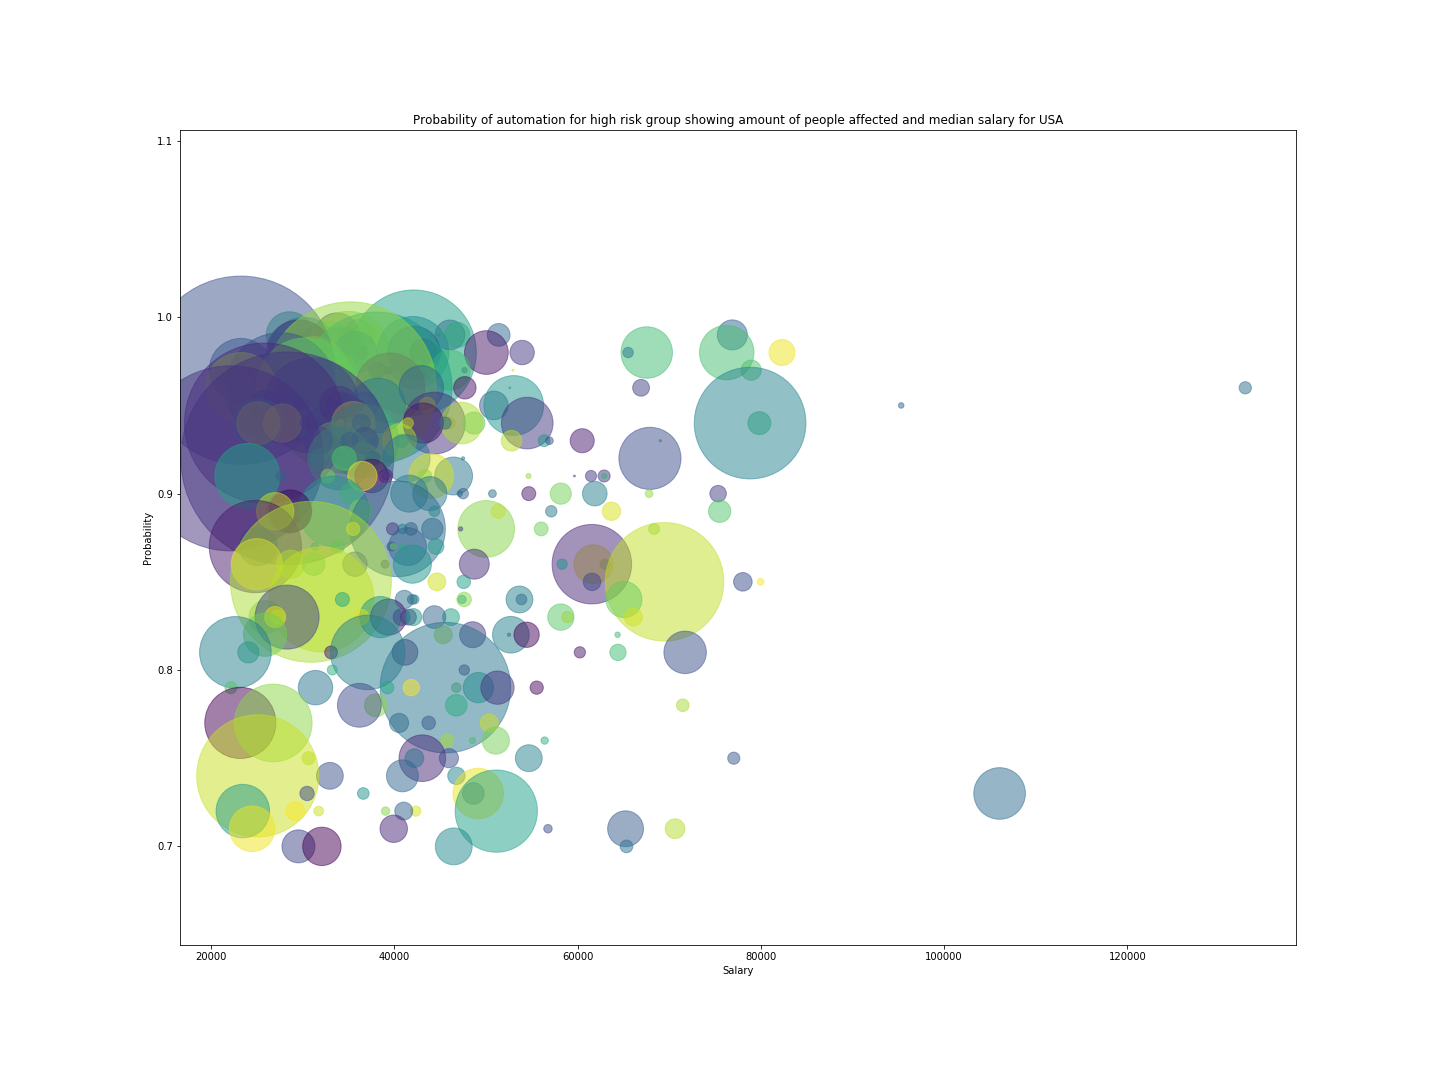 Probability of automation for high risk group showing amount of people affected and median salary for USA
1.1
1.0
0.9
0.8
0.7
Probability
20000 40000 60000 80000 100000 120000
Salary